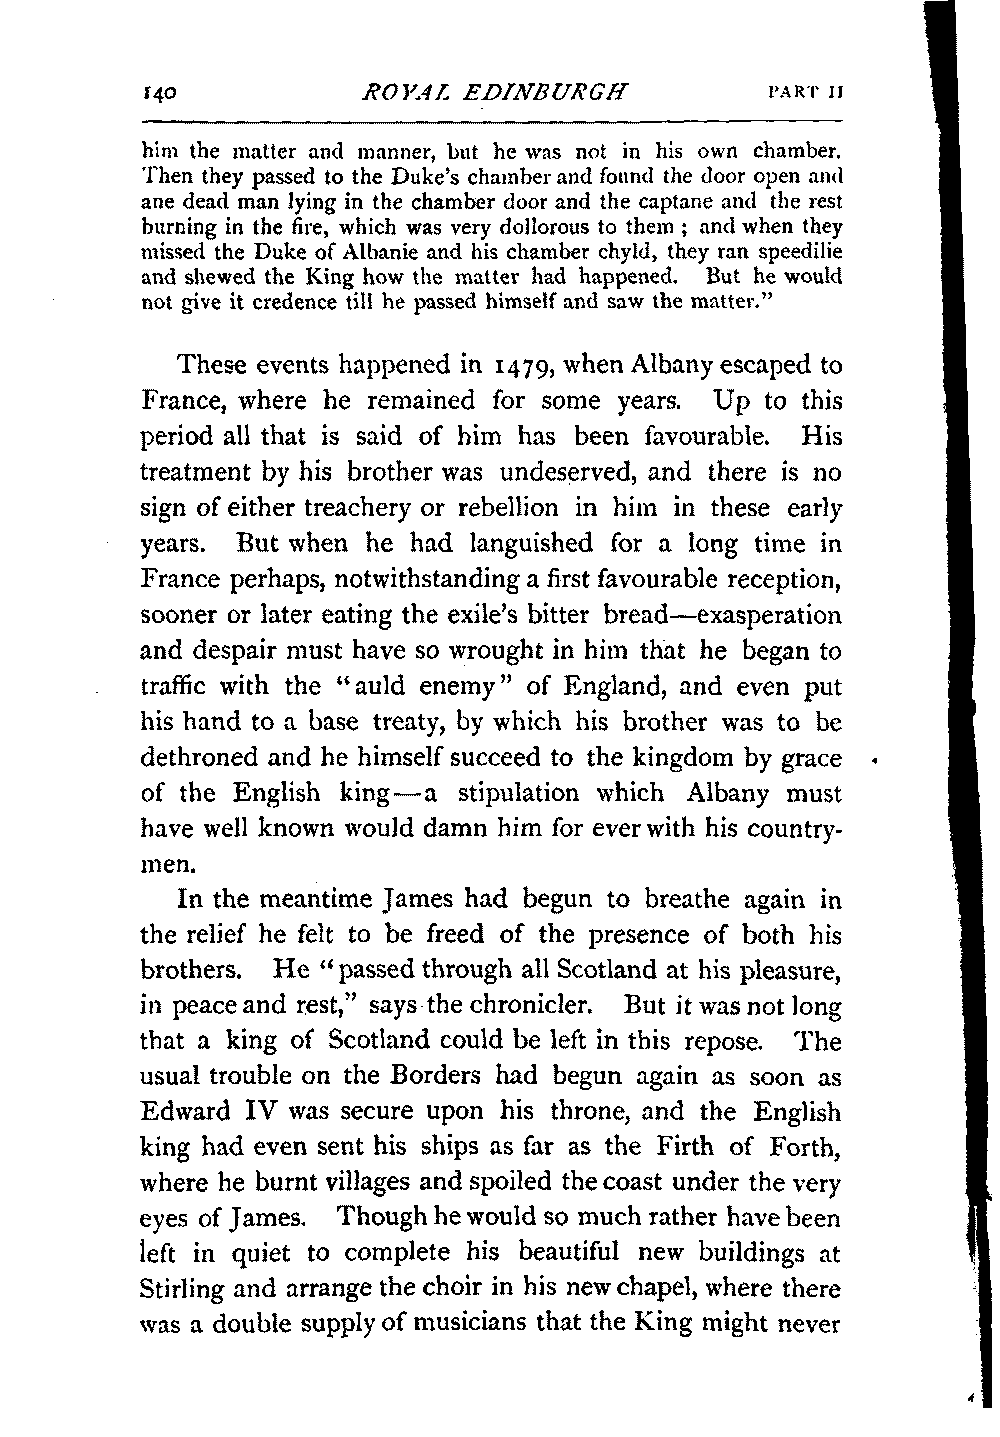 140 ROYAL EDINBURGH PART II
him the matter and manner, but he was not in his own chamber.
Then they passed to the Duke's chamber and found the door open and
ane dead man lying in the chamber door and the captane and the rest
burning in the fire, which was very dollorous to them ; and when they
missed the Duke of Albanie and his chamber chyld, they ran speedilie
and shewed the King how the matter had happened. But he would
not give it credence till he passed himself and saw the matter."
These events happened in 1479, when Albany escaped to
France, where he remained for some years. Up to this
period all that is said of him has been favourable. His
treatment by his brother was undeserved, and there is no
sign of either treachery or rebellion in him in these early
years. But when he had languished for a long time in
France perhaps, notwithstanding a first favourable reception,
sooner or later eating the exile's bitter bread—exasperation
and despair must have so wrought in him that he began to
traffic with the "auld enemy" of England, and even put
his hand to a base treaty, by which his brother was to be
dethroned and he himself succeed to the kingdom by grace
of the English king—a stipulation which Albany must
have well known would damn him for ever with his country-
men.
In the meantime James had begun to breathe again in
the relief he felt to be freed of the presence of both his
brothers. He "passed through all Scotland at his pleasure,
in peace and rest," says the chronicler. But it was not long
that a king of Scotland could be left in this repose. The
usual trouble on the Borders had begun again as soon as
Edward IV was secure upon his throne, and the English
king had even sent his ships as far as the Firth of Forth,
where he burnt villages and spoiled the coast under the very
eyes of James. Though he would so much rather have been
left in quiet to complete his beautiful new buildings at
Stirling and arrange the choir in his new chapel, where there
was a double supply of musicians that the King might never